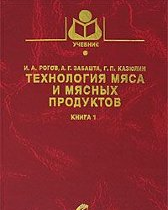 УЧЕБНИК
И. А. РОГОВ, А. Г. ЗАБАШТА, Г. П. КАЗЮЛИН
ТЕХНОЛОГИЯ МЯСА
И МЯСНЫХ
ПРОДУКТОВ
КНИГА 1